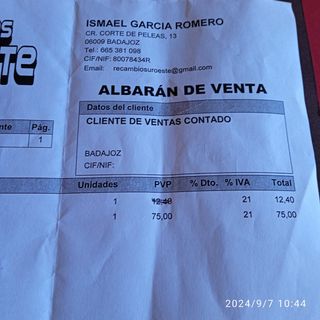 ISMAEL GARCIA ROMERO
CR. CORTE DE PELEAS, 13
06009 BADAJOZ
Tel.: 665 381 098
CIF/NIF: 80078434R
Email: recambiosuroeste@gmail.com
ALBARÁN DE VENTA
Datos del cliente
CLIENTE DE VENTAS CONTADO
BADAJOZ
CIF/NIF:
Pág.
1
Unidades PVP % Dto. % IVA Total
1 12,40 21 12,40
1 75,00 21 75,00
2024/9/7 10:44